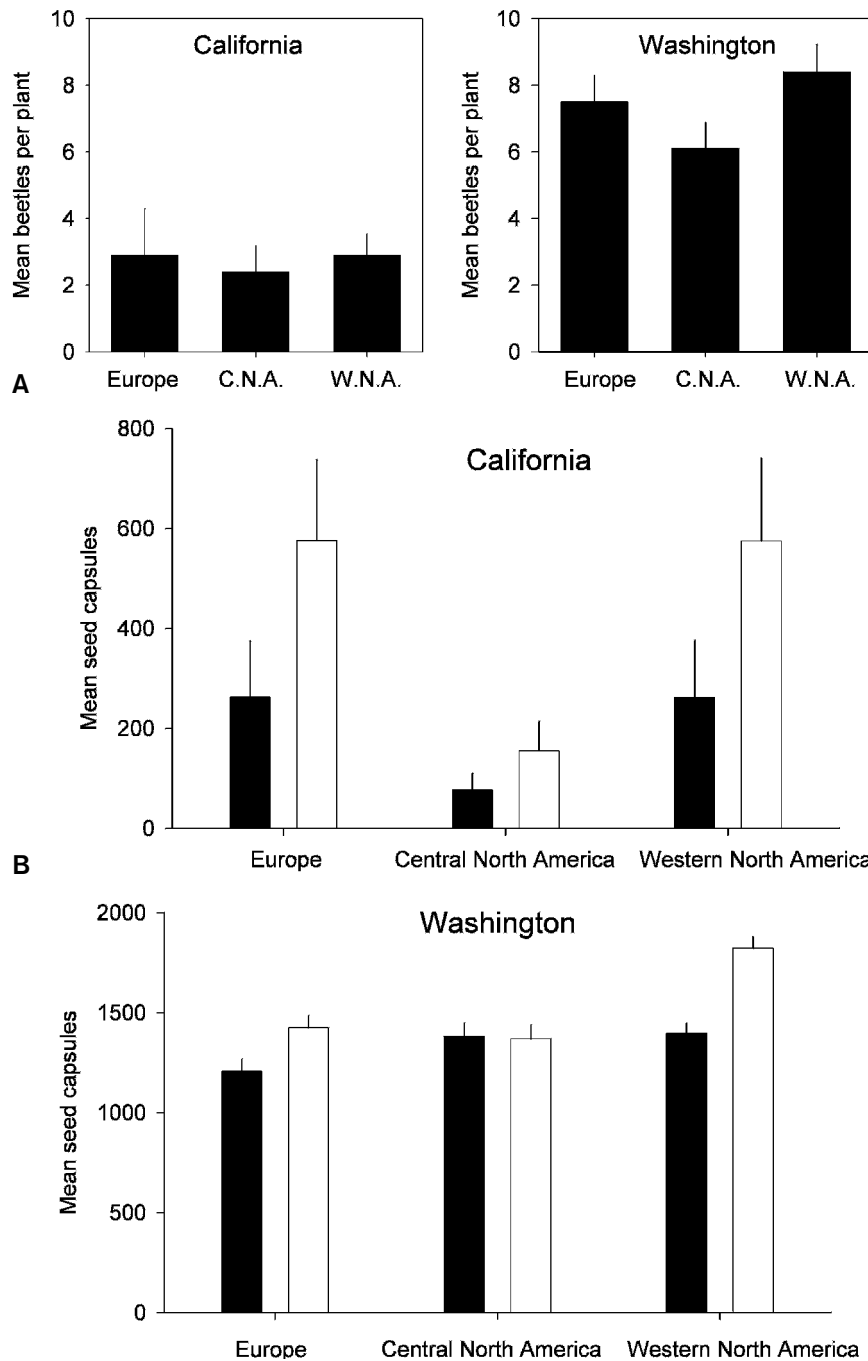 California
Mean beetles per plant
10
8
6
4
2
0
Europe C.N.A. W.N.A.
Washington
Mean beetles per plant
10
8
6
4
2
0
Europe C.N.A. W.N.A.
A
California
Mean seed capsules
800
600
400
200
0
Europe Central North America Western North America
B
Washington
Mean seed capsules
2000
1500
1000
500
0
Europe Central North America Western North America